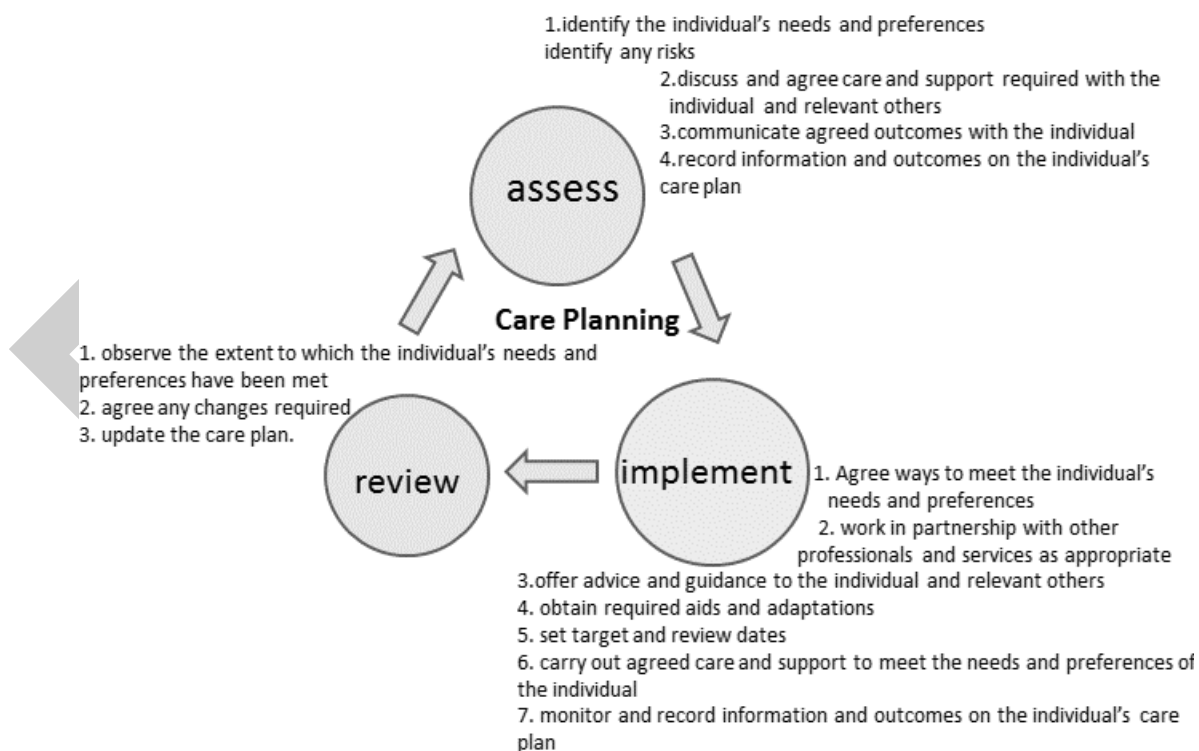 1.identify the individual's needs and preferences
identify any risks
2.discuss and agree care and support required with the
individual and relevant others
3.communicate agreed outcomes with the individual
4.record information and outcomes on the individual's
care plan
assess
Care Planning
1. observe the extent to which the individual's needs and
preferences have been met
2. agree any changes required
3. update the care plan.
review
implement
1. Agree ways to meet the individual's
needs and preferences
2. work in partnership with other
professionals and services as appropriate
3.offer advice and guidance to the individual and relevant others
4. obtain required aids and adaptations
5. set target and review dates
6. carry out agreed care and support to meet the needs and preferences of
the individual
7. monitor and record information and outcomes on the individual's care
plan